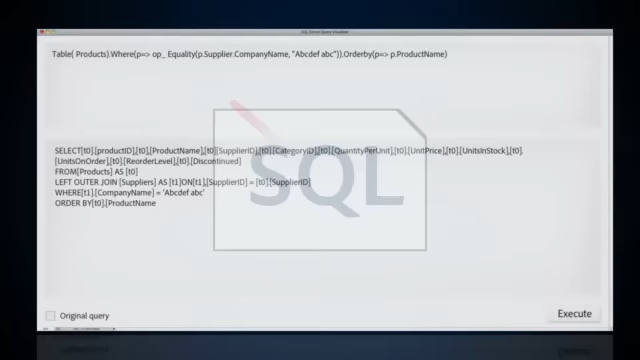 SQL Server Query Visualizer
Table( Products).Where(p=> op_ Equality(p.Supplier.CompanyName, "Abcdef abc")).Orderby(p=> p.ProductName)
SELECT[t0].[productID],[t0].[ProductName],[t0][SupplierID],[t0].[CategoryID],[t0].[QuantityPerUnit],[t0].[UnitPrice],[t0].[UnitsInStock],[t0].
[UnitsOnOrder],[t0].[ReorderLevel],[t0].[Discontinued]
FROM[Products] AS [t0]
LEFT OUTER JOIN [Suppliers] AS [t1]ON[t1],[SupplierID] = [t0],[SupplierID]
WHERE[t1].[CompanyName] = 'Abcdef abc'
ORDER BY[t0].[ProductName
SQL
Original query
Execute